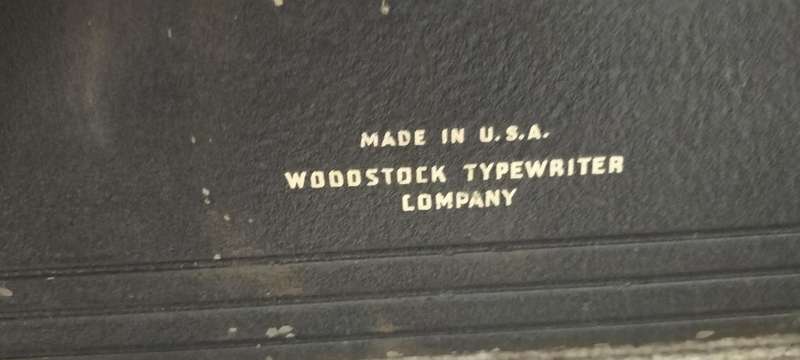 MADE IN U.S.A.
WOODSTOCK TYPEWRITER
COMPANY